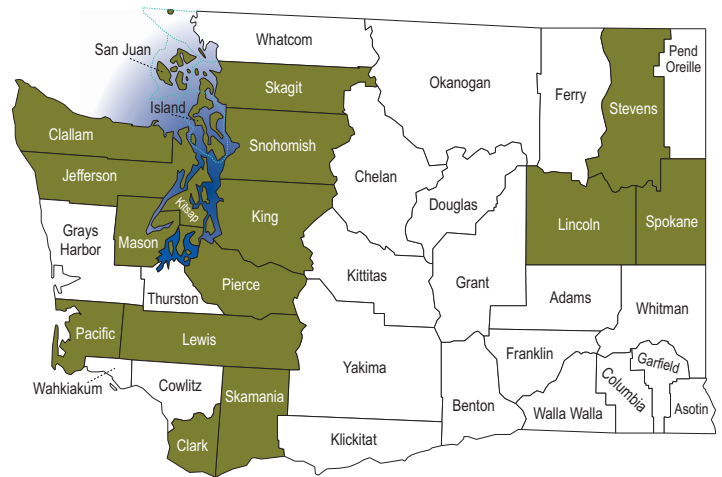 Whatcom
San Juan
Pend
Oreille
Okanogan
Ferry
Skagit
Island
Stevens
Clallam
Snohomish
Chelan
Jefferson
Douglas
Kitsap
King
Lincoln
Spokane
Grays
Harbor
Mason
Kittitas
Grant
Pierce
Thurston
Adams
Whitman
Pacific
Lewis
Franklin
Garfield
Yakima
Wahkiakum
Cowlitz
Skamania
Columbia
Benton
Walla Walla
Asotin
Clark
Klickitat